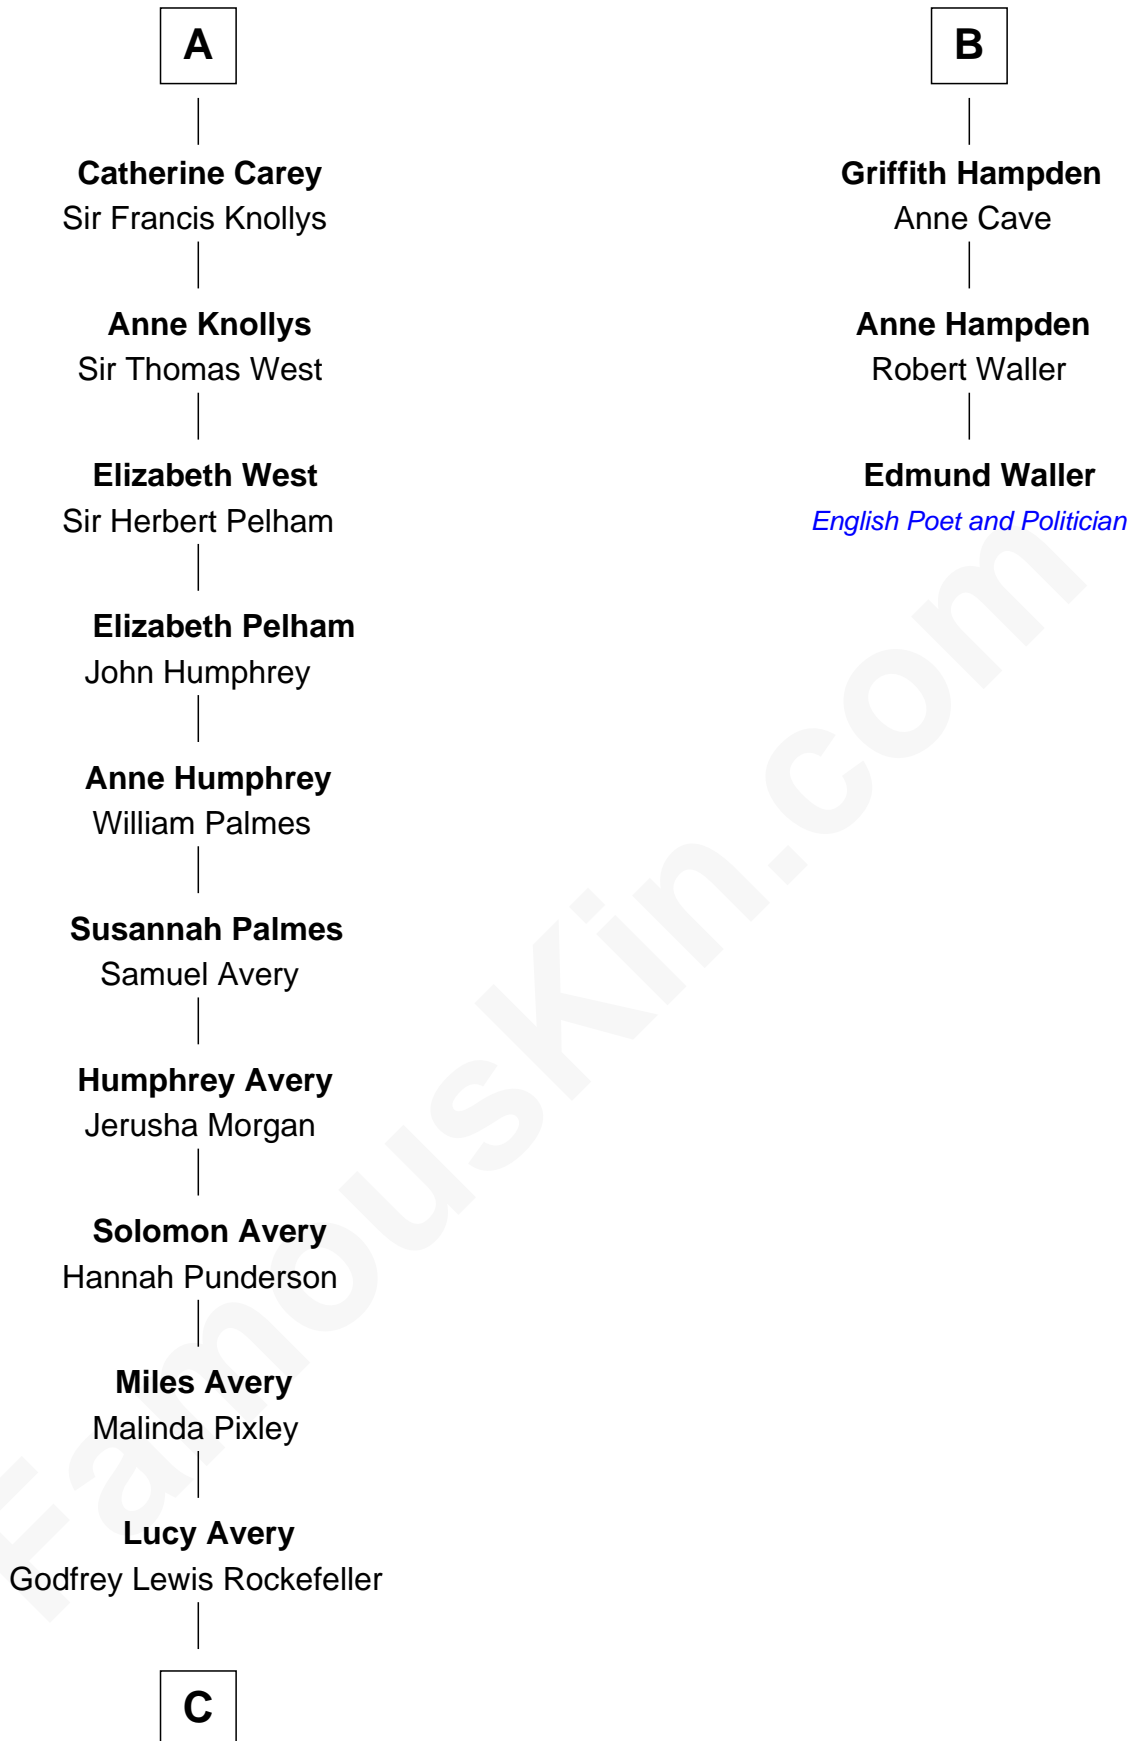 A
Catherine Carey
Sir Francis Knollys
Anne Knollys
Sir Thomas West
Elizabeth West
Sir Herbert Pelham
Elizabeth Pelham
John Humphrey
Anne Humphrey
William Palmes
Susannah Palmes
Samuel Avery
Humphrey Avery
Jerusha Morgan
Solomon Avery
Hannah Punderson
Miles Avery
Malinda Pixley
Lucy Avery
Godfrey Lewis Rockefeller
C
B
Griffith Hampden
Anne Cave
Anne Hampden
Robert Waller
Edmund Waller
English Poet and Politician
FamousKin.com